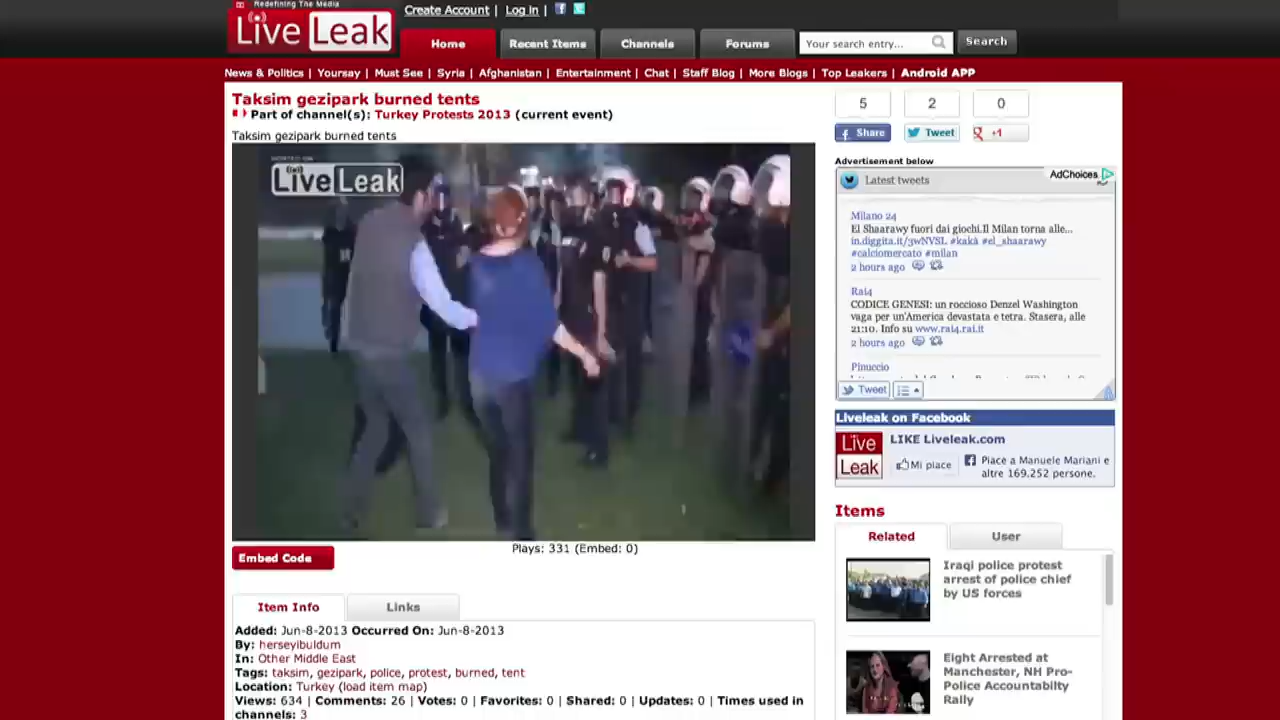 Redefining The Media
LiveLeak
Create Account | Log In |
Home
Recent Items
Channels
Forums
Your search entry...
Search
News & Politics | Yoursay | Must See | Syria | Afghanistan | Entertainment | Chat | Staff Blog | More Blogs | Top Leakers | Android APP
Taksim gezipark burned tents
Part of channel(s): Turkey Protests 2013 (current event)
Taksim gezipark burned tents
LiveLeak
Plays: 331 (Embed: 0)
Embed Code
Item Info
Links
Added: Jun-8-2013 Occurred On: Jun-8-2013
By: herseyibuldum
In: Other Middle East
Tags: taksim, gezipark, police, protest, burned, tent
Location: Turkey (load item map)
Views: 634 | Comments: 26 | Votes: 0 | Favorites: 0 | Shared: 0 | Updates: 0 | Times used in
channels: 3
5
2
0
Share
Tweet
+1
Advertisement below
AdChoices
Latest tweets
Milano 24
El Shaarawy fuori dai giochi.Il Milan torna alle...
in.diggita.it/3wNVSL #kakà #el_shaarawy
#calciomercato #milan
2 hours ago
Rai4
CODICE GENESI: un roccioso Denzel Washington
vaga per un'America devastata e tetra. Stasera, alle
21:10. Info su www.rai4.rai.it
2 hours ago
Pinuccio
Tweet
Liveleak on Facebook
Live
Leak
LIKE Liveleak.com
Mi piace
Piace a Manuele Mariani e
altre 169.252 persone.
Items
Related
User
Iraqi police protest
arrest of police chief
by US forces
Eight Arrested at
Manchester, NH Pro-
Police Accountabilty
Rally